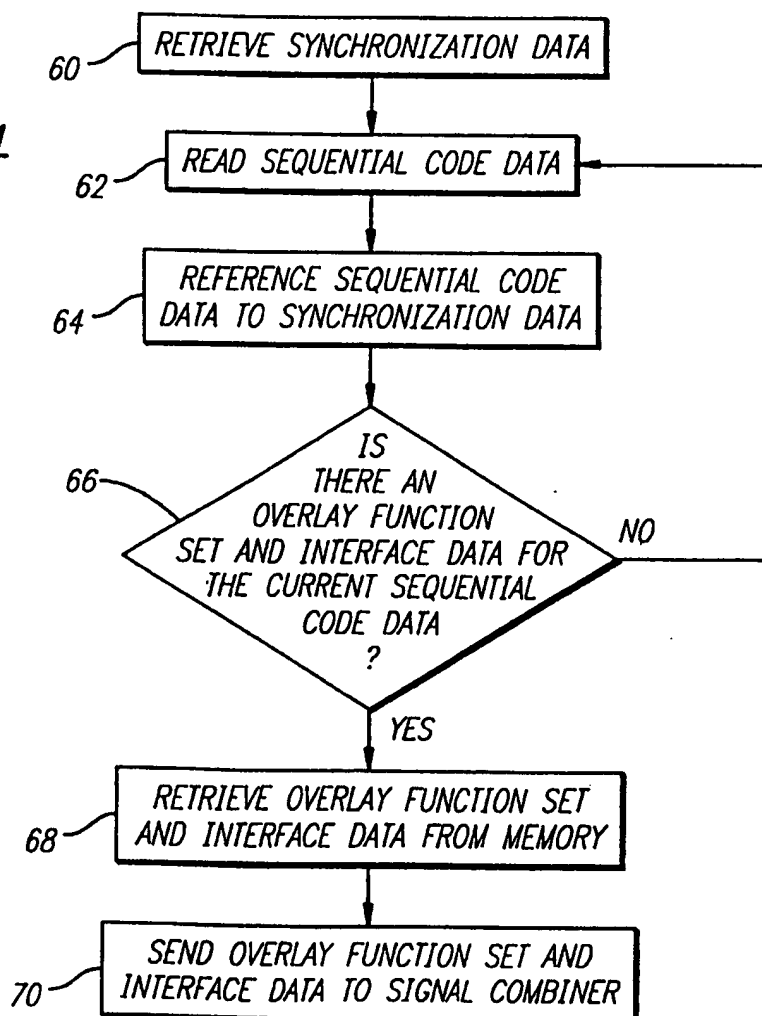 60
RETRIEVE SYNCHRONIZATION DATA
62
READ SEQUENTIAL CODE DATA
64
REFERENCE SEQUENTIAL CODE
DATA TO SYNCHRONIZATION DATA
66
IS
THERE AN
OVERLAY FUNCTION
SET AND INTERFACE DATA FOR
THE CURRENT SEQUENTIAL
CODE DATA
?
NO
YES
68
RETRIEVE OVERLAY FUNCTION SET
AND INTERFACE DATA FROM MEMORY
70
SEND OVERLAY FUNCTION SET AND
INTERFACE DATA TO SIGNAL COMBINER